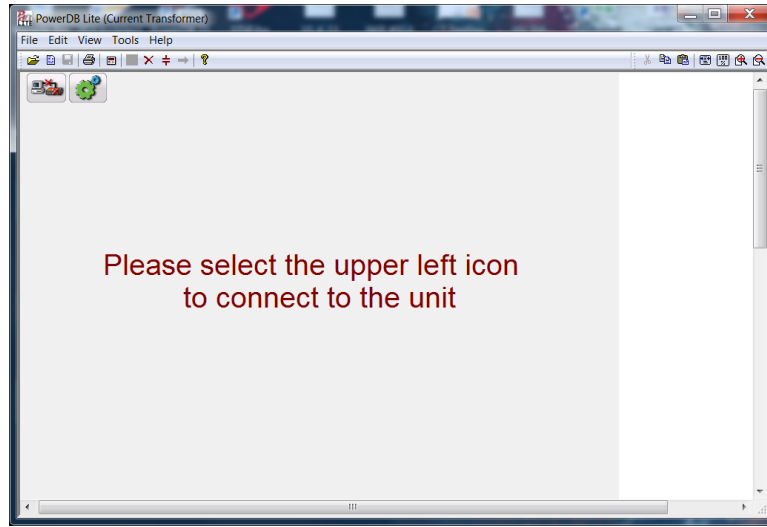 PowerDB Lite (Current Transformer)
File Edit View Tools Help
Please select the upper left icon
to connect to the unit